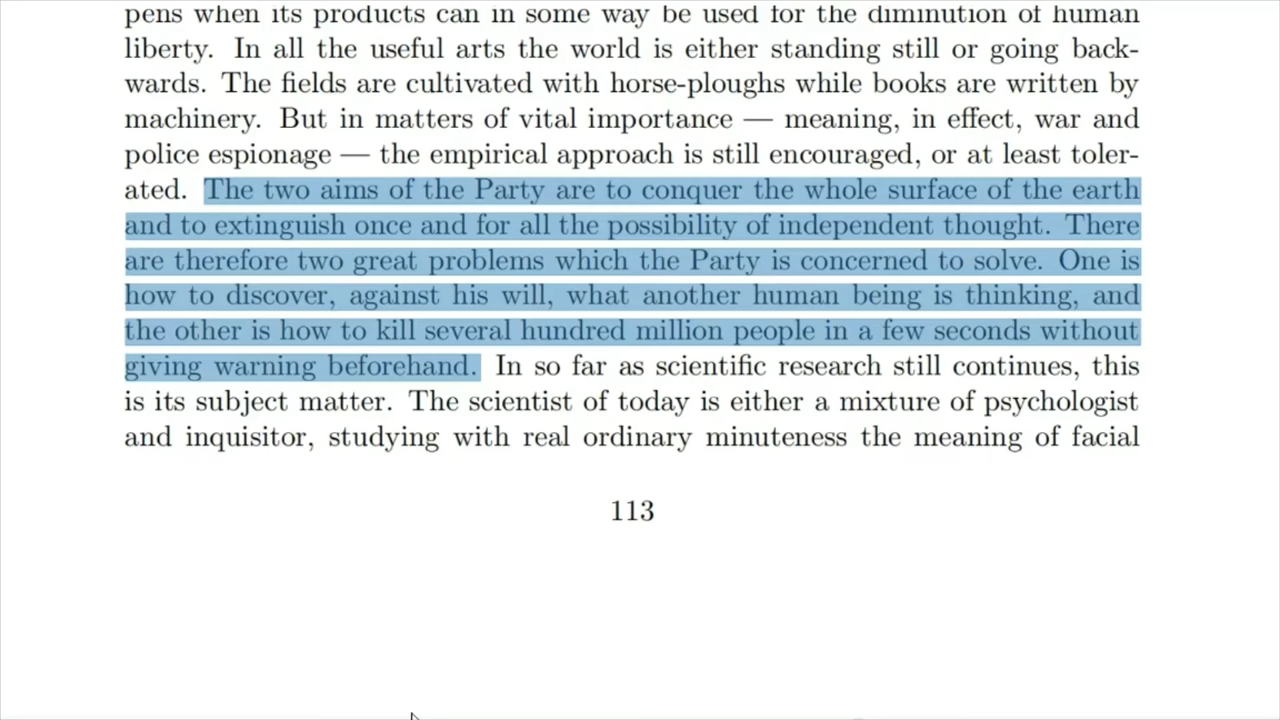 pens when its products can in some way be used for the diminution of human
liberty. In all the useful arts the world is either standing still or going back-
wards. The fields are cultivated with horse-ploughs while books are written by
machinery. But in matters of vital importance — meaning, in effect, war and
police espionage — the empirical approach is still encouraged, or at least toler-
ated. The two aims of the Party are to conquer the whole surface of the earth
and to extinguish once and for all the possibility of independent thought. There
are therefore two great problems which the Party is concerned to solve. One is
how to discover, against his will, what another human being is thinking, and
the other is how to kill several hundred million people in a few seconds without
giving warning beforehand. In so far as scientific research still continues, this
is its subject matter. The scientist of today is either a mixture of psychologist
and inquisitor, studying with real ordinary minuteness the meaning of facial
113